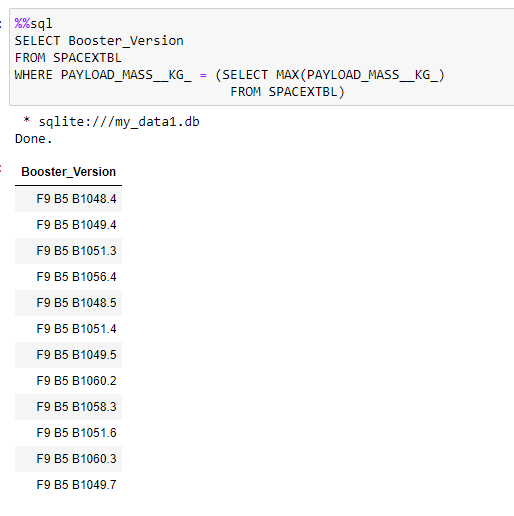 %%sql
SELECT Booster_Version
FROM SPACEXTBL
WHERE PAYLOAD_MASS__KG_ = (SELECT MAX(PAYLOAD_MASS__KG_)
FROM SPACEXTBL)
* sqlite:///my_data1.db
Done.
Booster_Version
F9 B5 B1048.4
F9 B5 B1049.4
F9 B5 B1051.3
F9 B5 B1056.4
F9 B5 B1048.5
F9 B5 B1051.4
F9 B5 B1049.5
F9 B5 B1060.2
F9 B5 B1058.3
F9 B5 B1051.6
F9 B5 B1060.3
F9 B5 B1049.7